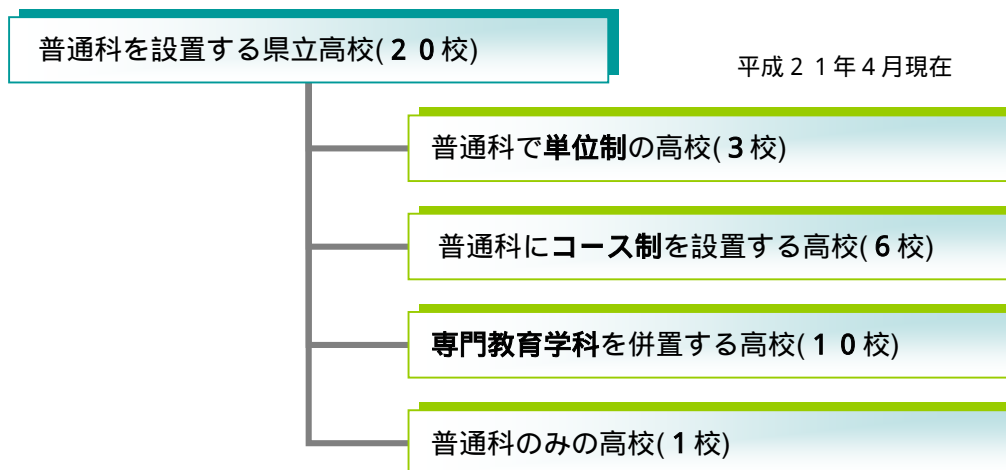 普通科を設置する県立高校(２０校)
平成２１年４月現在
普通科で単位制の高校(３校)
普通科にコース制を設置する高校(６校)
専門教育学科を併置する高校(１０校)
普通科のみの高校(１校)